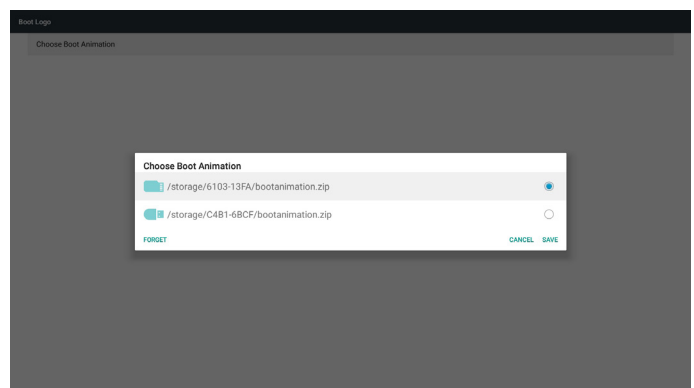 Boot Logo
Choose Boot Animation
Choose Boot Animation
/storage/6103-13FA/bootanimation.zip
/storage/C4B1-6BCF/bootanimation.zip
FORGET CANCEL SAVE